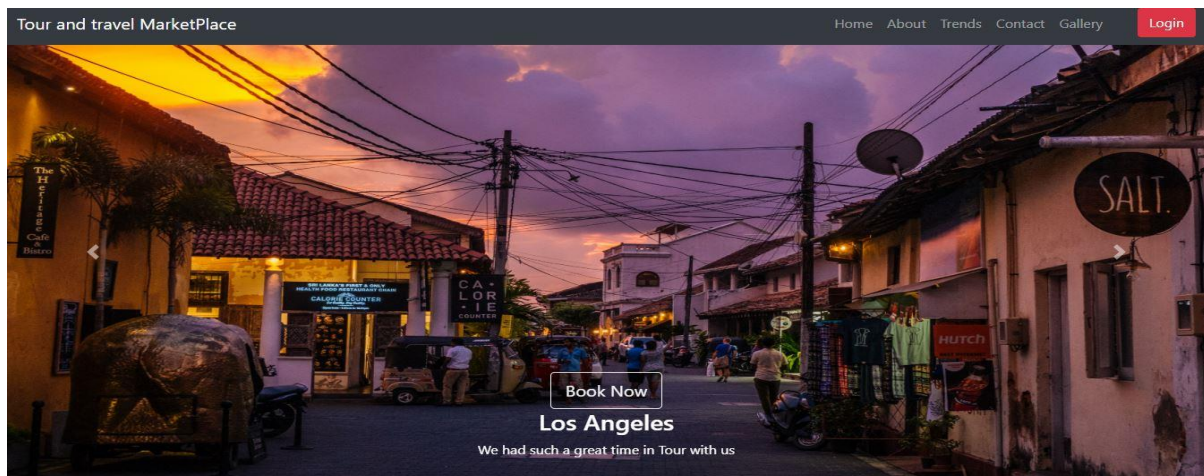 Tour and travel MarketPlace
Home About Trends Contact Gallery
Login
The
Heritage
Cafe
&
Bistro
SRI LANKA'S FIRST & ONLY
HEALTH FOOD RESTAURANT CHAIN
CALORIE COUNTER
CA
LOR
IE
COUNTER
SALT.
HUTCH
Book Now
Los Angeles
We had such a great time in Tour with us